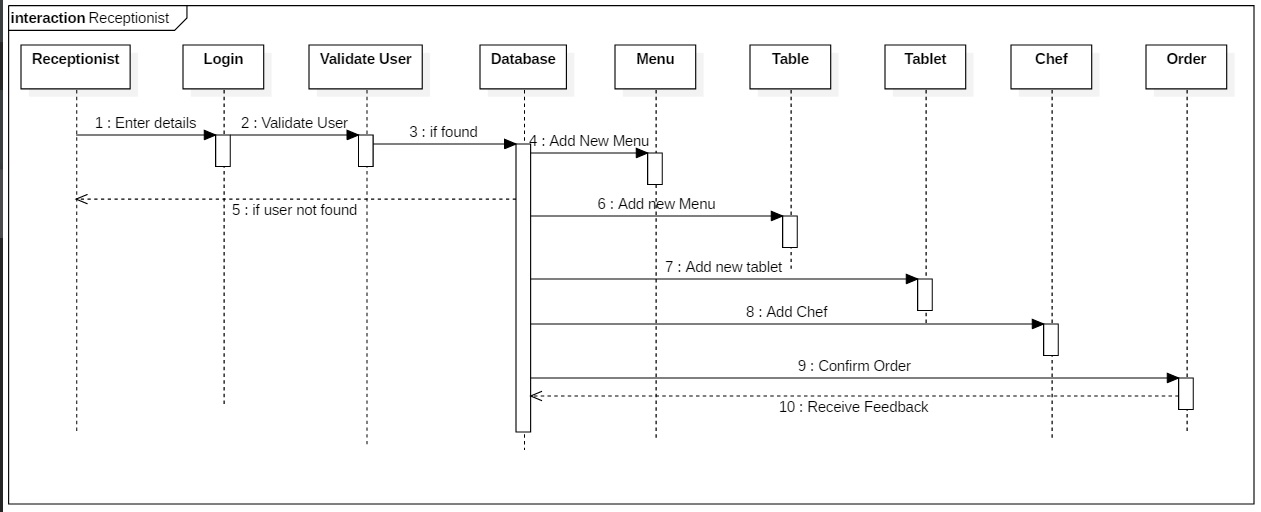 interaction Receptionist
Receptionist
Login
Validate User
Database
Menu
Table
Tablet
Chef
Order
1 : Enter details
2 : Validate User
3 : if found
4 : Add New Menu
5 : if user not found
6 : Add new Menu
7 : Add new tablet
8 : Add Chef
9 : Confirm Order
10 : Receive Feedback